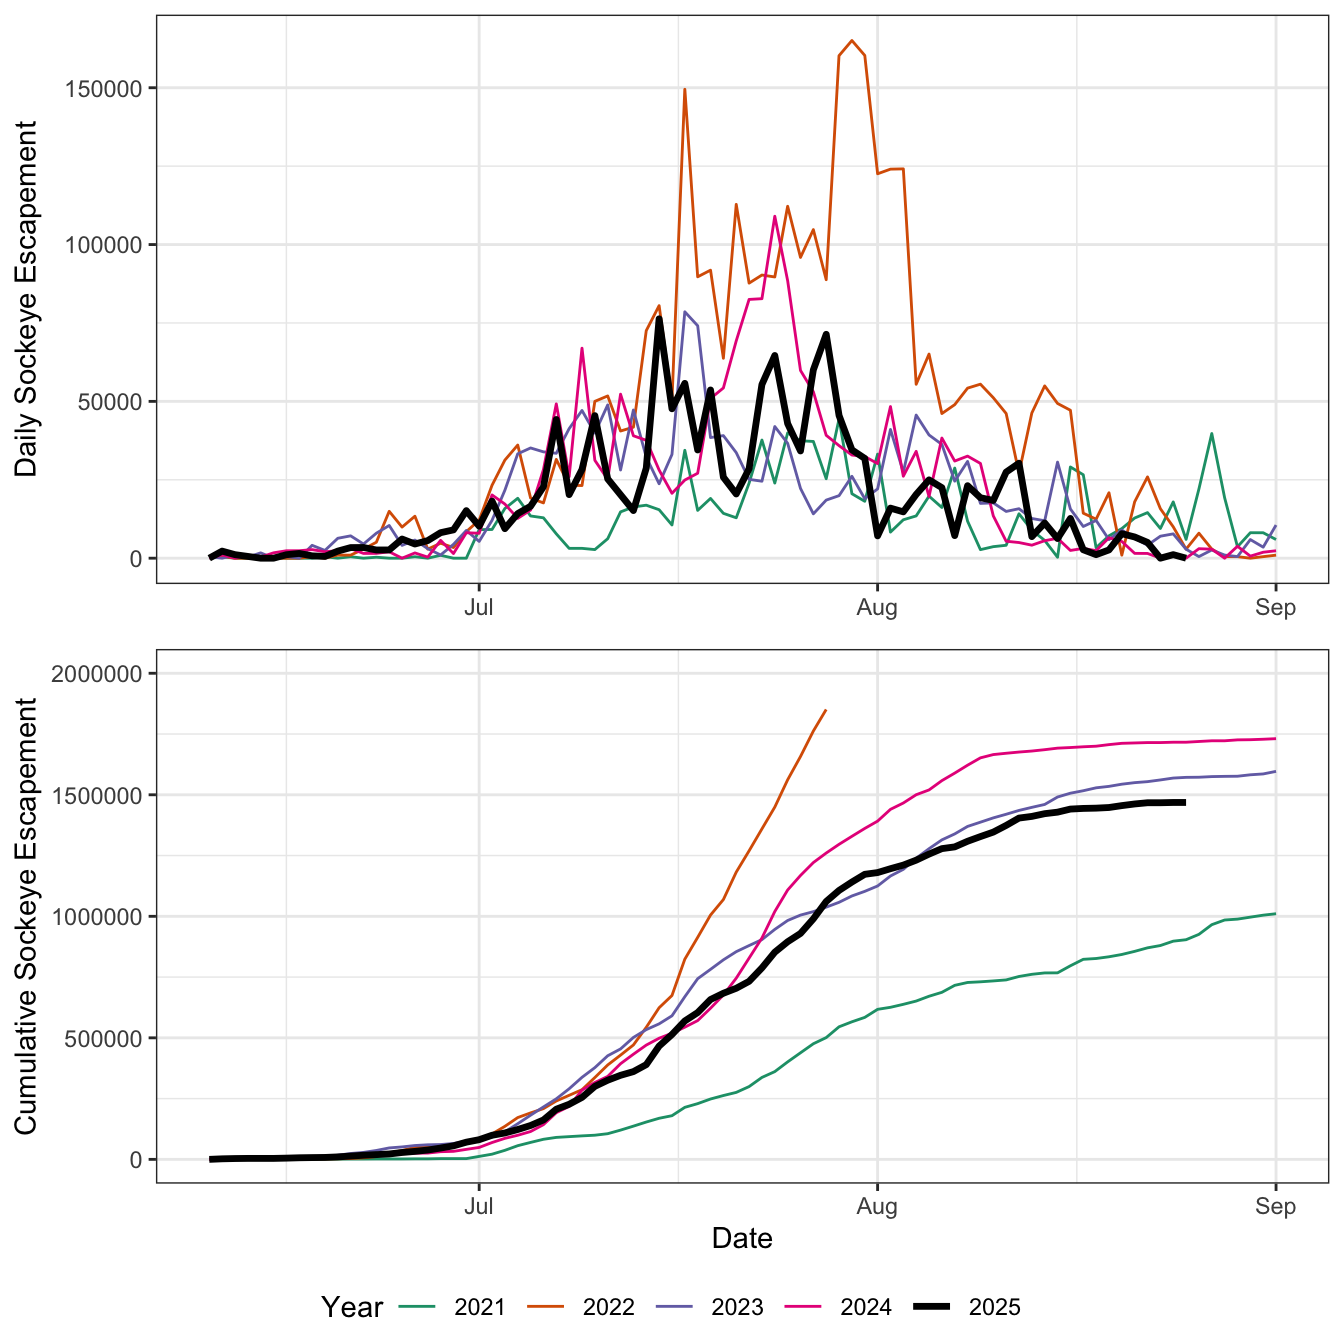 Daily Sockeye Escapement
150000
100000
50000
0
Jul Aug Sep
Cumulative Sockeye Escapement
2000000
1500000
1000000
500000
0
Jul Aug Sep
Date
Year 2021 2022 2023 2024 2025